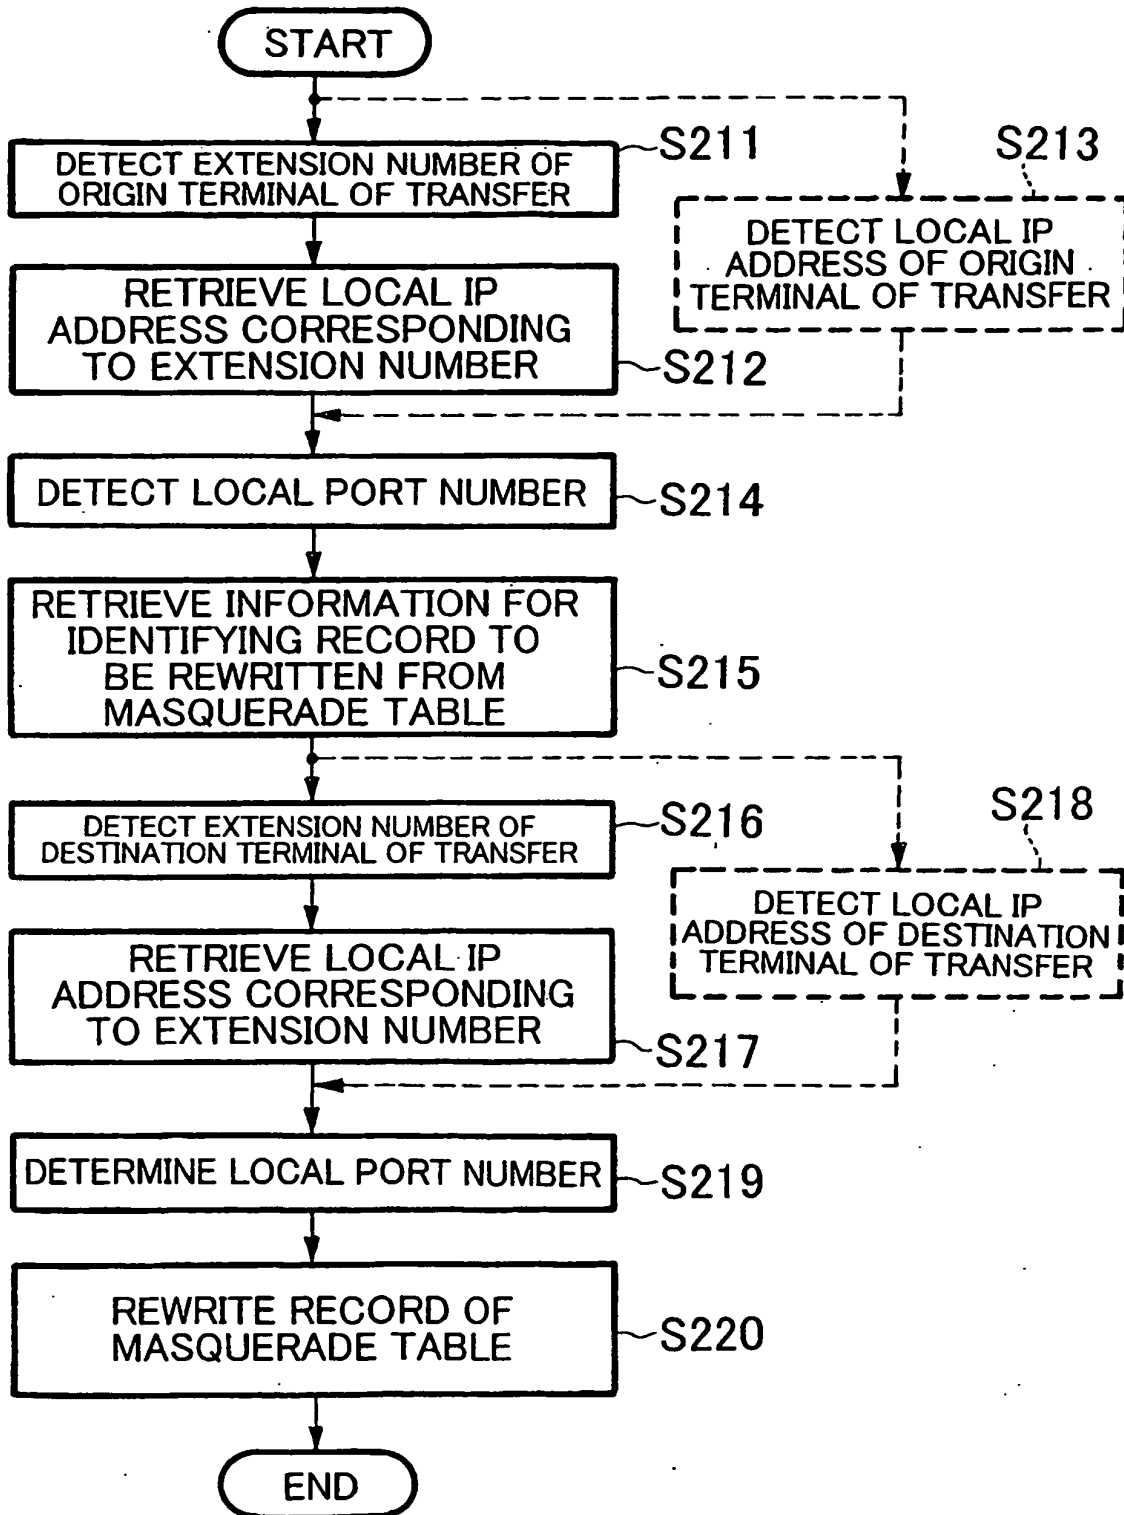 START
DETECT EXTENSION NUMBER OF
ORIGIN TERMINAL OF TRANSFER
S211
S213
DETECT LOCAL IP
ADDRESS OF ORIGIN
TERMINAL OF TRANSFER
RETRIEVE LOCAL IP
ADDRESS CORRESPONDING
TO EXTENSION NUMBER
S212
DETECT LOCAL PORT NUMBER
S214
RETRIEVE INFORMATION FOR
IDENTIFYING RECORD TO
BE REWRITTEN FROM
MASQUERADE TABLE
S215
DETECT EXTENSION NUMBER OF
DESTINATION TERMINAL OF TRANSFER
S216
S218
DETECT LOCAL IP
ADDRESS OF DESTINATION
TERMINAL OF TRANSFER
RETRIEVE LOCAL IP
ADDRESS CORRESPONDING
TO EXTENSION NUMBER
S217
DETERMINE LOCAL PORT NUMBER
S219
REWRITE RECORD OF
MASQUERADE TABLE
S220
END